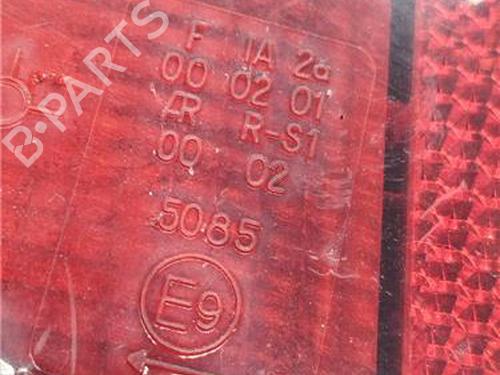 F IA 2a
00 02 01
AR R-S1
00 02
5085
E9
B-PARTS